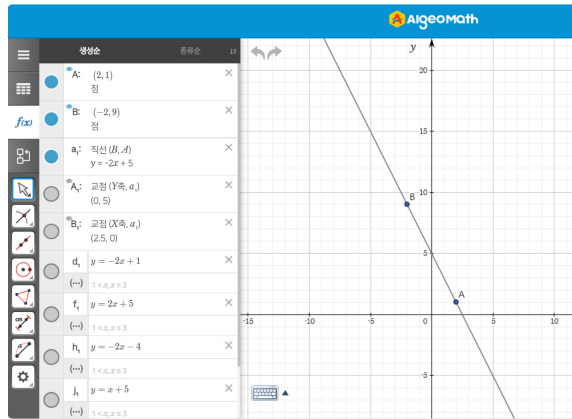 AlgeoMath
생성순 종류순
A: (2, 1)
점
B: (−2, 9)
점
a₁: 직선 (B, A)
y = -2x + 5
A₁: 교점 (Y축, a₁)
(0, 5)
B₁: 교점 (X축, a₁)
(2.5, 0)
d₁ y = −2x + 1
(···) 1 < x, x ≤ 3
f₁ y = 2x + 5
(···) 1 < x, x ≤ 3
h₁ y = −2x − 4
(···) 1 < x, x ≤ 3
j₁ y = x + 5
(···) 1 < x, x ≤ 3
f(x)
cm
α
y
20
15
10
5
-5
-15 -10 -5 0 5 10
B
A